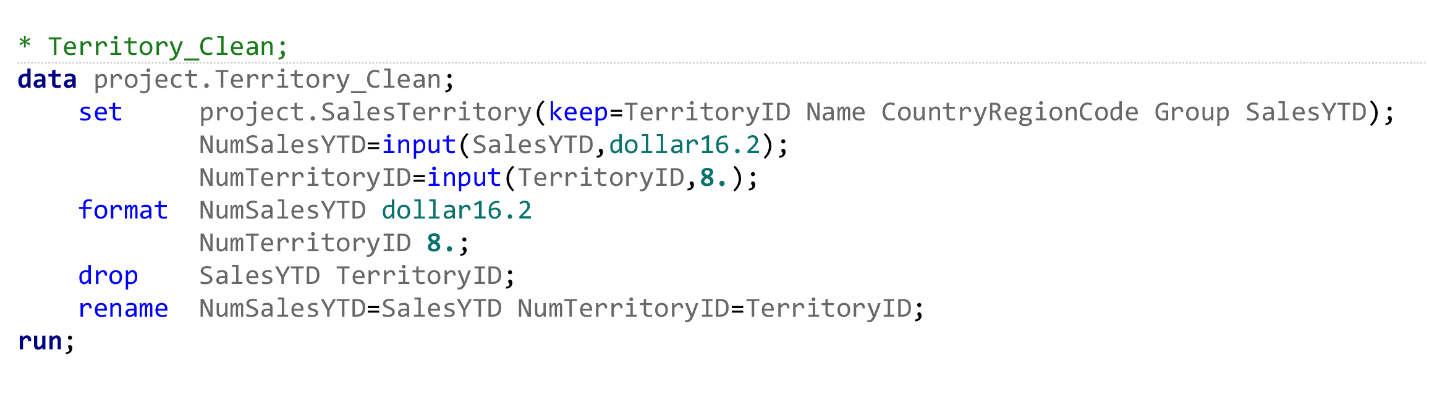 * Territory_Clean;
data project.Territory_Clean;
    set     project.SalesTerritory(keep=TerritoryID Name CountryRegionCode Group SalesYTD);
            NumSalesYTD=input(SalesYTD,dollar16.2);
            NumTerritoryID=input(TerritoryID,8.);
    format  NumSalesYTD dollar16.2
            NumTerritoryID 8.;
    drop    SalesYTD TerritoryID;
    rename  NumSalesYTD=SalesYTD NumTerritoryID=TerritoryID;
run;